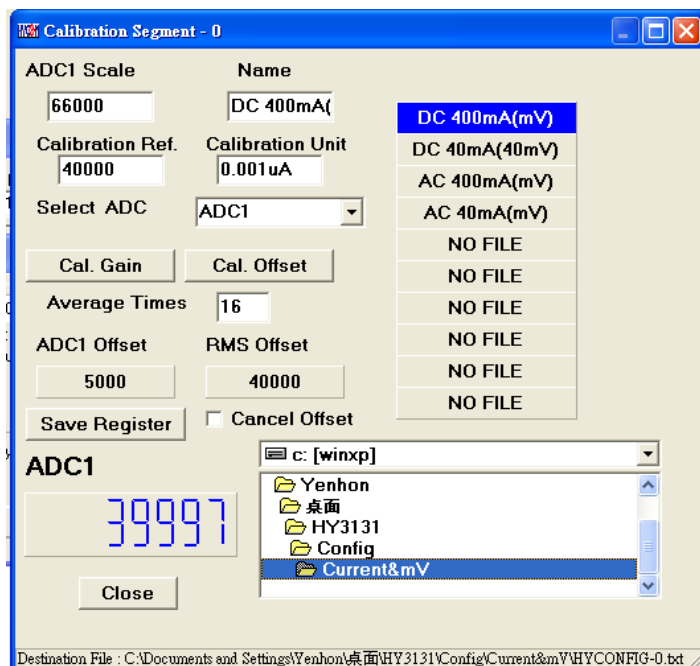 HYCON Calibration Segment - 0
ADC1 Scale
Name
66000
DC 400mA(
Calibration Ref.
Calibration Unit
40000
0.001uA
Select ADC
ADC1
Cal. Gain
Cal. Offset
Average Times
16
ADC1 Offset
RMS Offset
5000
40000
Save Register
Cancel Offset
ADC1
39997
Close
DC 400mA(mV)
DC 40mA(40mV)
AC 400mA(mV)
AC 40mA(mV)
NO FILE
NO FILE
NO FILE
NO FILE
NO FILE
NO FILE
c: [winxp]
Yenhon
桌面
HY3131
Config
Current&mV
Destination File : C:\Documents and Settings\Yenhon\桌面\HY3131\Config\Current&mV\HYCONFIG-0.txt